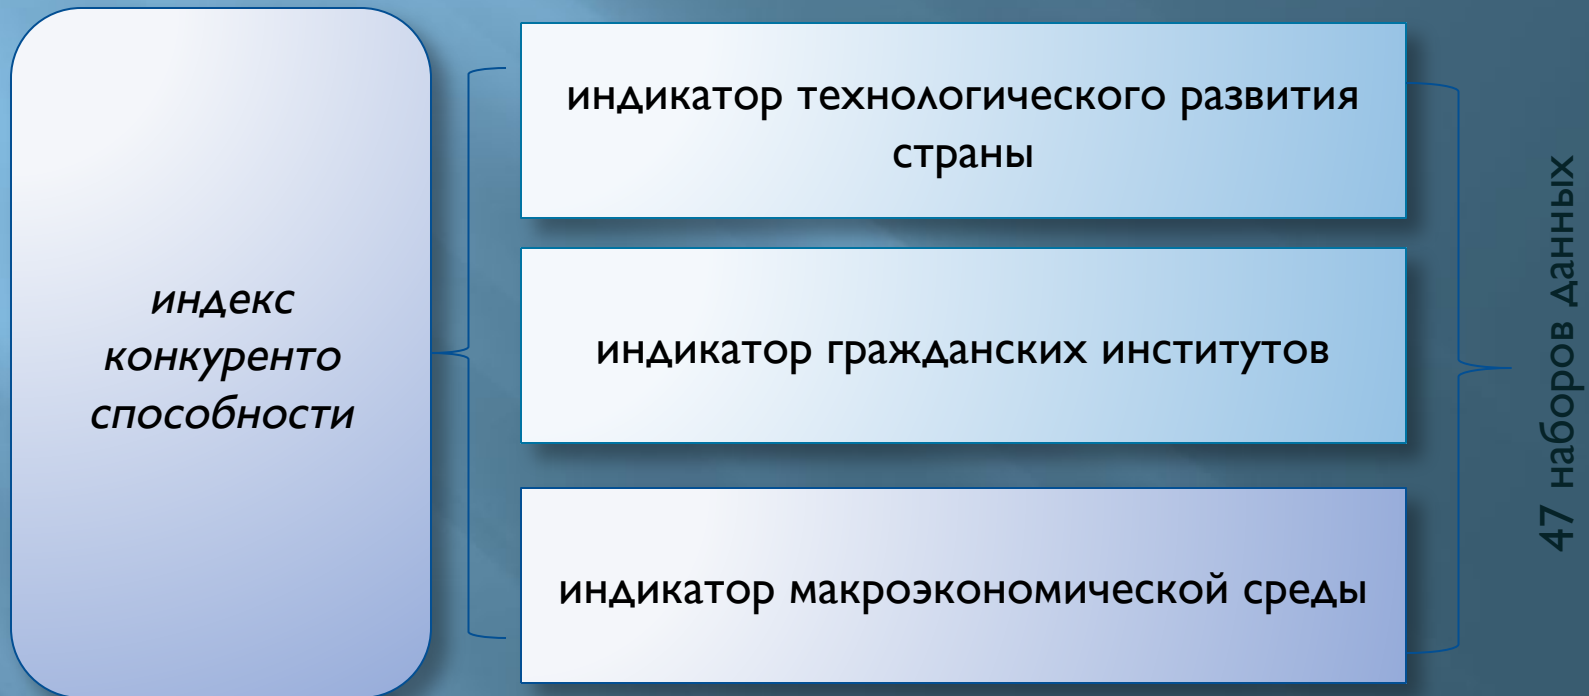 индекс
конкуренто
способности
индикатор технологического развития
страны
индикатор гражданских институтов
индикатор макроэкономической среды
47 наборов данных